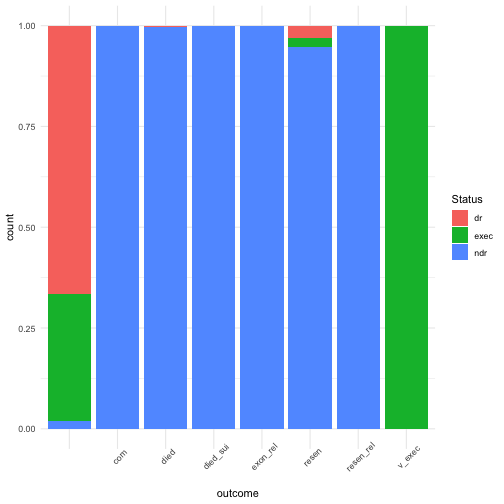 1.00
0.75
0.50
0.25
0.00
count
com
died
died_sui
exon_rel
resen
resen_rel
v_exec
outcome
Status
dr
exec
ndr